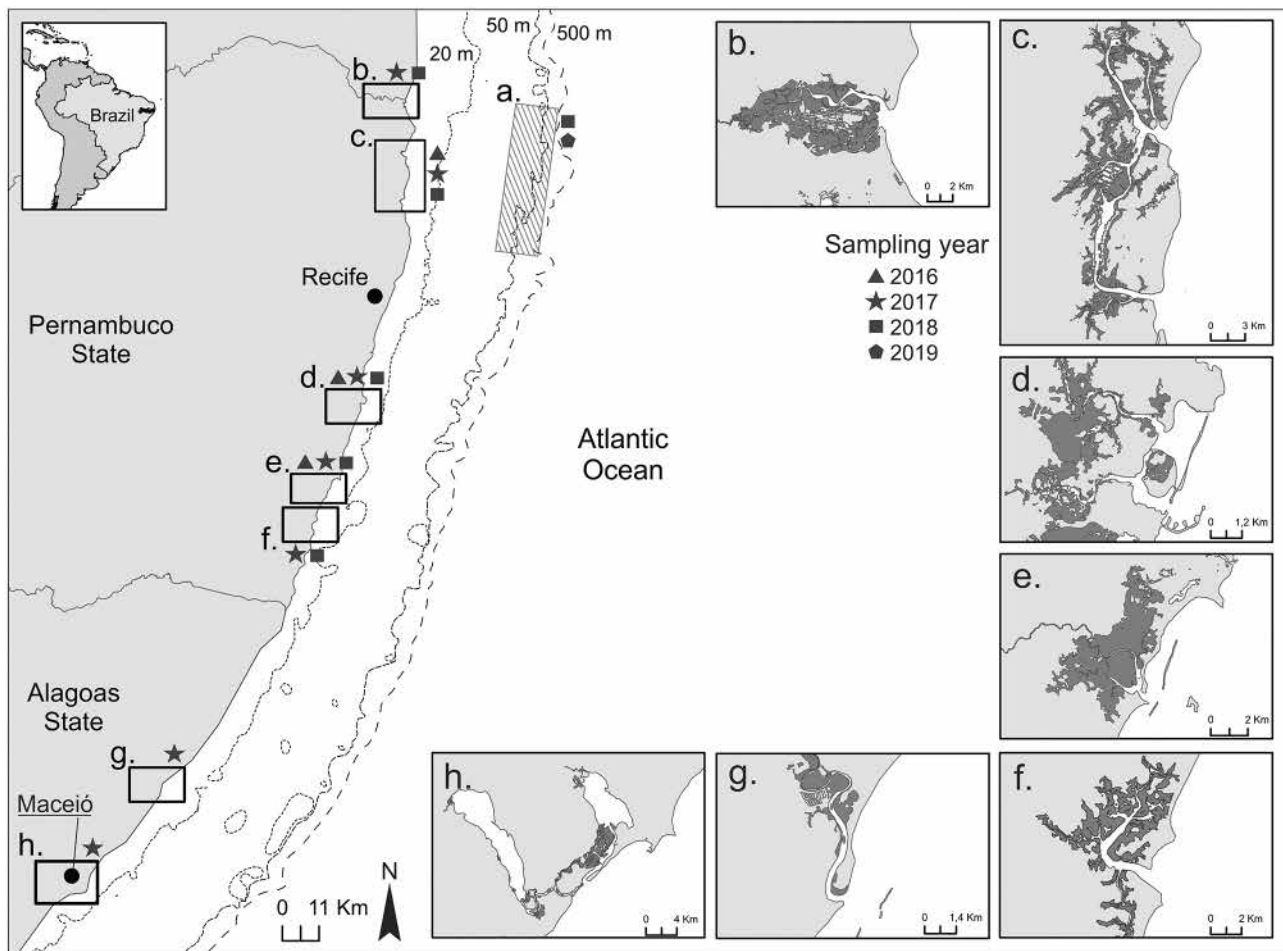 Brazil
20 m
50 m
500 m
b.
a.
c.
Recife
Pernambuco
State
d.
e.
f.
Atlantic
Ocean
Alagoas
State
g.
Maceió
h.
0 11 Km
N
Sampling year
2016
2017
2018
2019
b.
0 2 Km
c.
0 3 Km
d.
0 1,2 Km
e.
0 2 Km
h.
0 4 Km
g.
0 1,4 Km
f.
0 2 Km